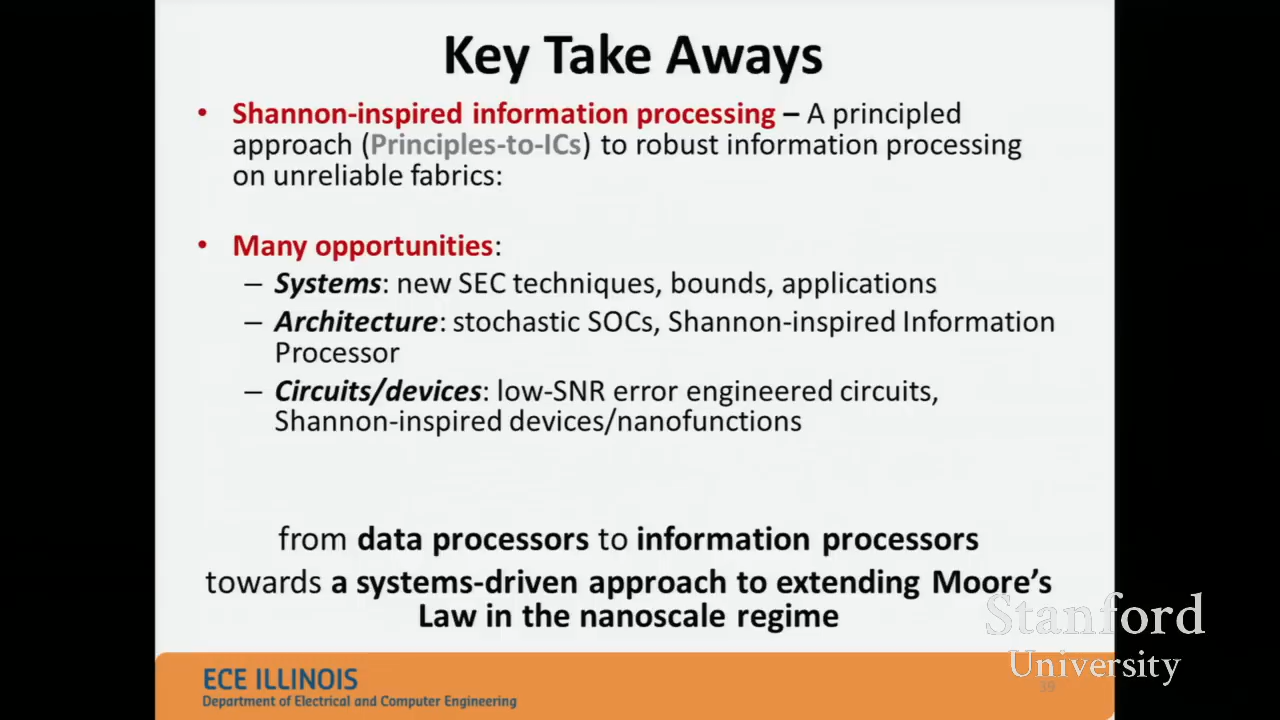 Key Take Aways
• Shannon-inspired information processing – A principled
approach (Principles-to-ICs) to robust information processing
on unreliable fabrics:
• Many opportunities:
– Systems: new SEC techniques, bounds, applications
– Architecture: stochastic SOCs, Shannon-inspired Information
Processor
– Circuits/devices: low-SNR error engineered circuits,
Shannon-inspired devices/nanofunctions
from data processors to information processors
towards a systems-driven approach to extending Moore's
Law in the nanoscale regime
Stanford
University
ECE ILLINOIS
Department of Electrical and Computer Engineering
39